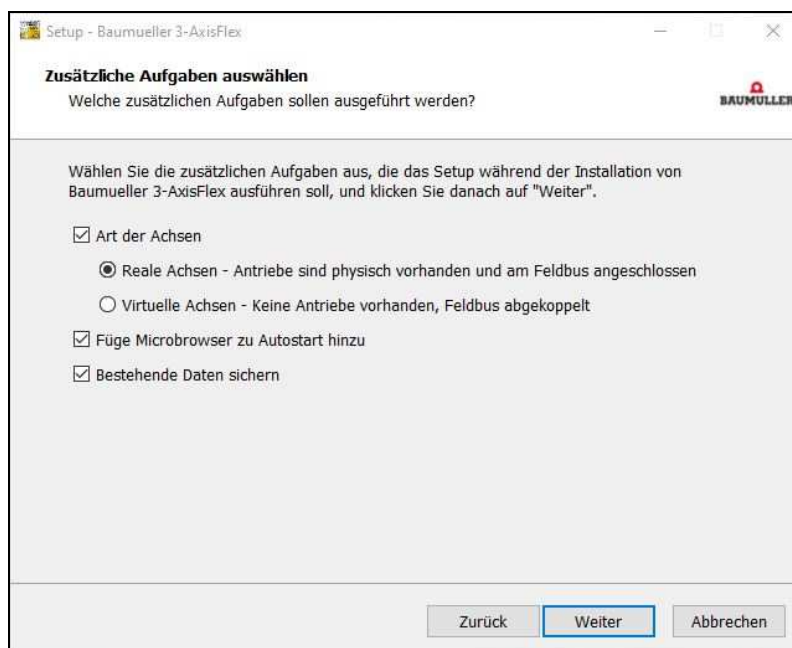 Setup - Baumueller 3-AxisFlex
Zusätzliche Aufgaben auswählen
Welche zusätzlichen Aufgaben sollen ausgeführt werden?
BAUMULLER
Wählen Sie die zusätzlichen Aufgaben aus, die das Setup während der Installation von
Baumueller 3-AxisFlex ausführen soll, und klicken Sie danach auf "Weiter".
Art der Achsen
Reale Achsen - Antriebe sind physisch vorhanden und am Feldbus angeschlossen
Virtuelle Achsen - Keine Antriebe vorhanden, Feldbus abgekoppelt
Füge Microbrowser zu Autostart hinzu
Bestehende Daten sichern
Zurück Weiter Abbrechen